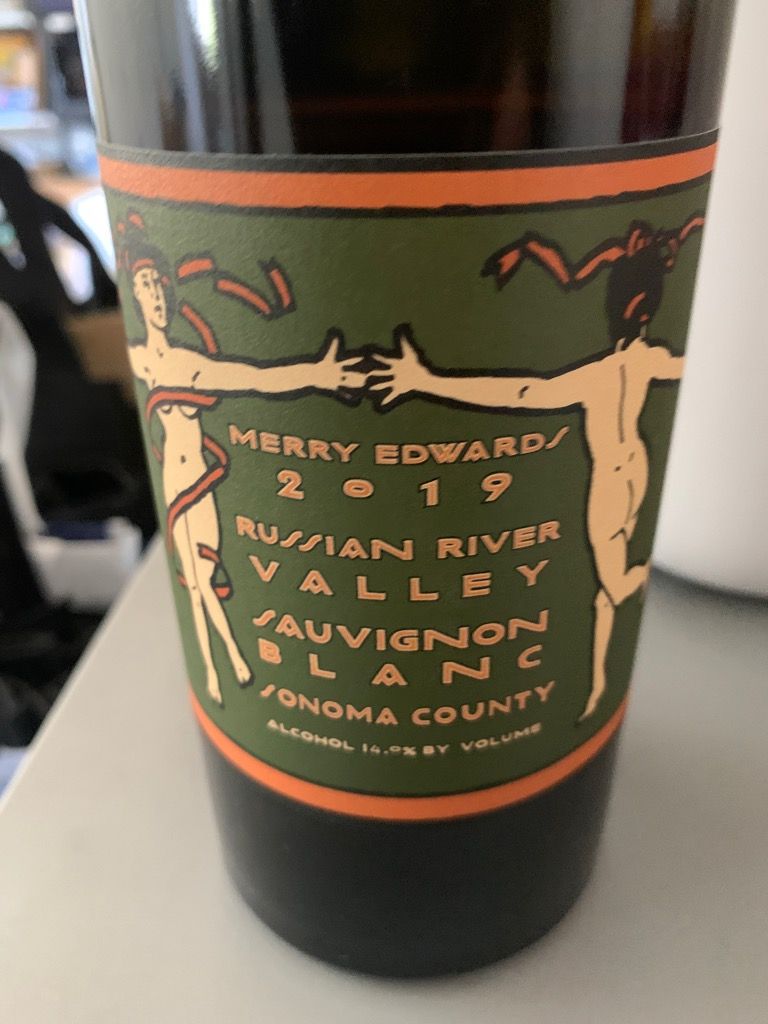 MERRY EDWARDS
2019
RUSSIAN RIVER
VALLEY
SAUVIGNON
BLANC
SONOMA COUNTY
ALCOHOL 14.0% BY VOLUME